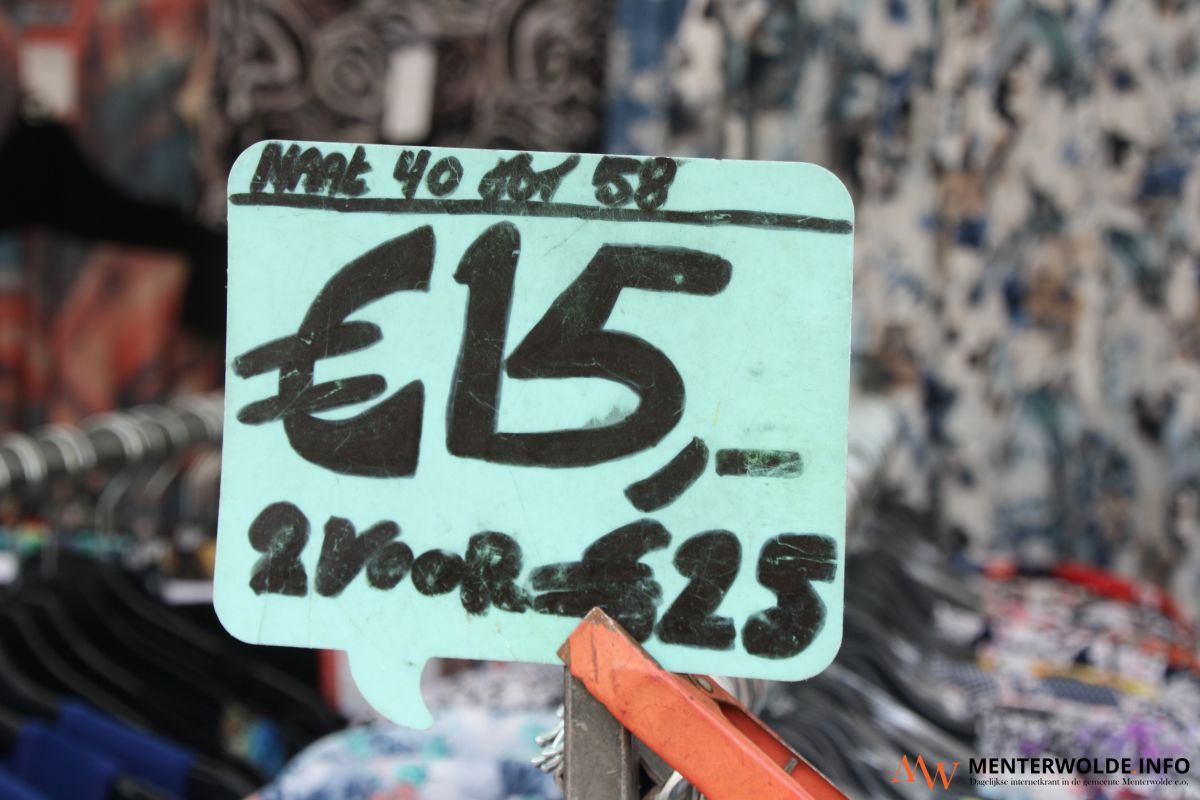 MAAt 40 tot 58
€15,-
2 VOOR €25
MENTERWOLDE.INFO
Dagelijkse internetkrant in de gemeente Menterwolde e.o.